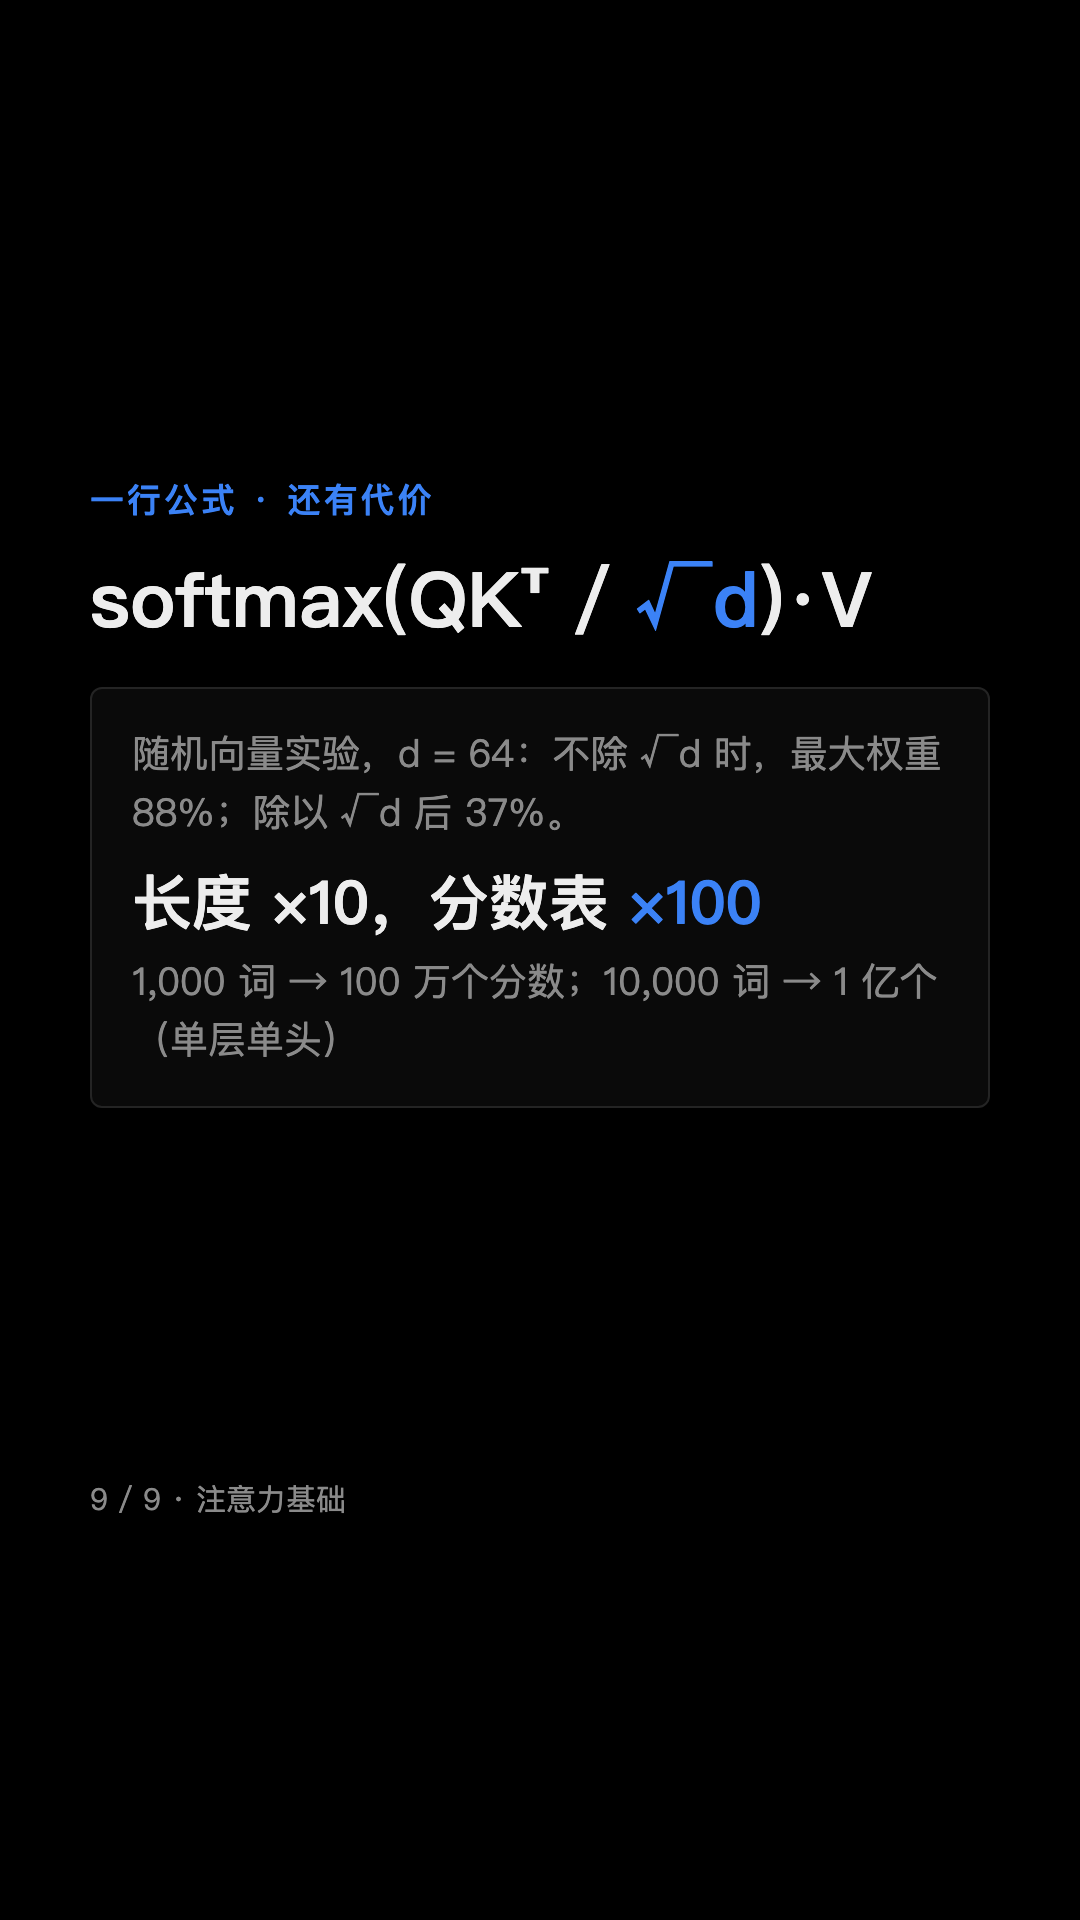 一行公式 · 还有代价
softmax(QKᵀ / √d)·V
随机向量实验，d = 64：不除 √d 时，最大权重
88%；除以 √d 后 37%。
长度 ×10，分数表 ×100
1,000 词 → 100 万个分数；10,000 词 → 1 亿个
（单层单头）
9 / 9 · 注意力基础